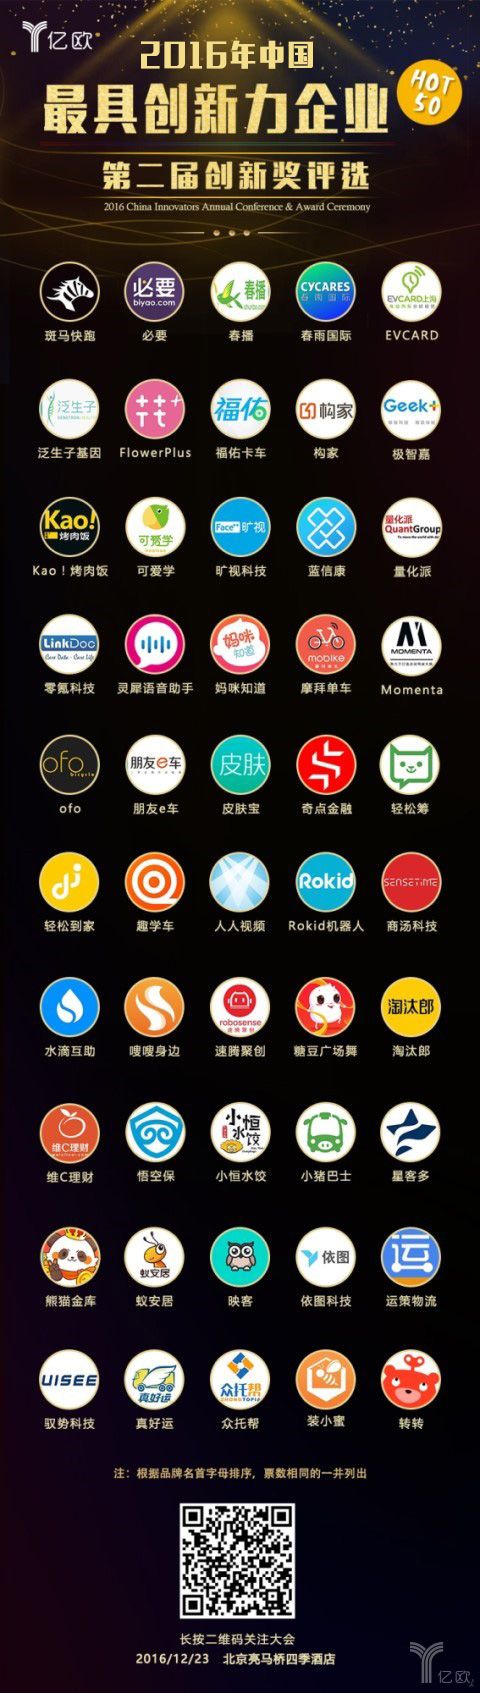 亿欧
2016年中国
最具创新力企业
HOT
50
第二届创新奖评选
2016 China Innovators Annual Conference & Award Ceremony
必要
biyao.com
春播
CYCARES
春雨国际
EVCARD上海
斑马快跑
必要
春播
春雨国际
EVCARD
泛生子
花+
福佑
构家
Geek+
泛生子基因
FlowerPlus
福佑卡车
构家
极智嘉
Kao!
烤肉饭
可爱学
Face++ 旷视
量化派
QuantGroup
Kao！烤肉饭
可爱学
旷视科技
蓝信康
量化派
LinkDoc
Care Data · Care Life
妈咪
知道
mobike
摩拜单车
MOMENTA
零氪科技
灵犀语音助手
妈咪知道
摩拜单车
Momenta
ofo
bicycle
朋友e车
皮肤
ofo
朋友e车
皮肤宝
奇点金融
轻松筹
Rokid
SENSETIME
轻松到家
趣学车
人人视频
Rokid机器人
商汤科技
robosense
速腾聚创
淘汰郎
水滴互助
嗖嗖身边
速腾聚创
糖豆广场舞
淘汰郎
维C理财
小恒
水饺
维C理财
悟空保
小恒水饺
小猪巴士
星客多
蚁安居
依图
运
熊猫金库
蚁安居
映客
依图科技
运策物流
UISEE
真好运
众托帮
ZHONGTOPIA
驭势科技
真好运
众托帮
装小蜜
转转
注：根据品牌名首字母排序，票数相同的一并列出
长按二维码关注大会
2016/12/23 北京亮马桥四季酒店
亿欧